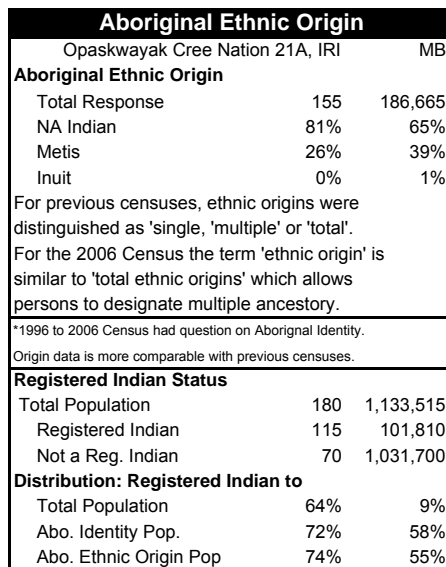 Aboriginal Ethnic Origin
Opaskwayak Cree Nation 21A, IRI MB
Aboriginal Ethnic Origin
Total Response 155 186,665
NA Indian 81% 65%
Metis 26% 39%
Inuit 0% 1%
For previous censuses, ethnic origins were
distinguished as 'single, 'multiple' or 'total'.
For the 2006 Census the term 'ethnic origin' is
similar to 'total ethnic origins' which allows
persons to designate multiple ancestory.
*1996 to 2006 Census had question on Aborignal Identity.
Origin data is more comparable with previous censuses.
Registered Indian Status
Total Population 180 1,133,515
Registered Indian 115 101,810
Not a Reg. Indian 70 1,031,700
Distribution: Registered Indian to
Total Population 64% 9%
Abo. Identity Pop. 72% 58%
Abo. Ethnic Origin Pop 74% 55%